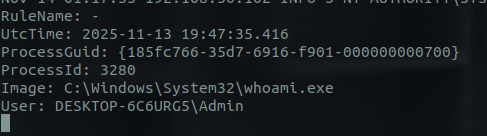 RuleName: -
UtcTime: 2025-11-13 19:47:35.416
ProcessGuid: {185fc766-35d7-6916-f901-000000000700}
ProcessId: 3280
Image: C:\Windows\System32\whoami.exe
User: DESKTOP-6C6URG5\Admin